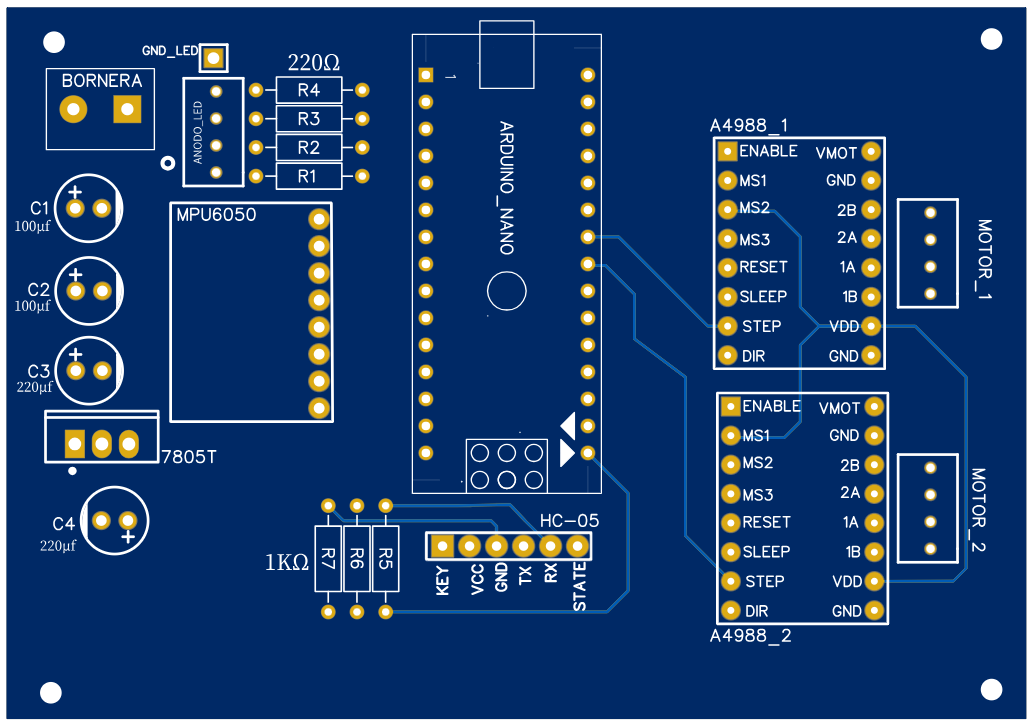 GND_LED
BORNERA
220Ω
ANODO_LED
R4
R3
R2
R1
C1
100µf
C2
100µf
C3
220µf
7805T
C4
220µf
MPU6050
1
ARDUINO_NANO
1KΩ
R7
R6
R5
HC-05
KEY
VCC
GND
TX
RX
STATE
A4988_1
ENABLE VMOT
MS1 GND
MS2 2B
MS3 2A
RESET 1A
SLEEP 1B
STEP VDD
DIR GND
MOTOR_1
ENABLE VMOT
MS1 GND
MS2 2B
MS3 2A
RESET 1A
SLEEP 1B
STEP VDD
DIR GND
A4988_2
MOTOR_2